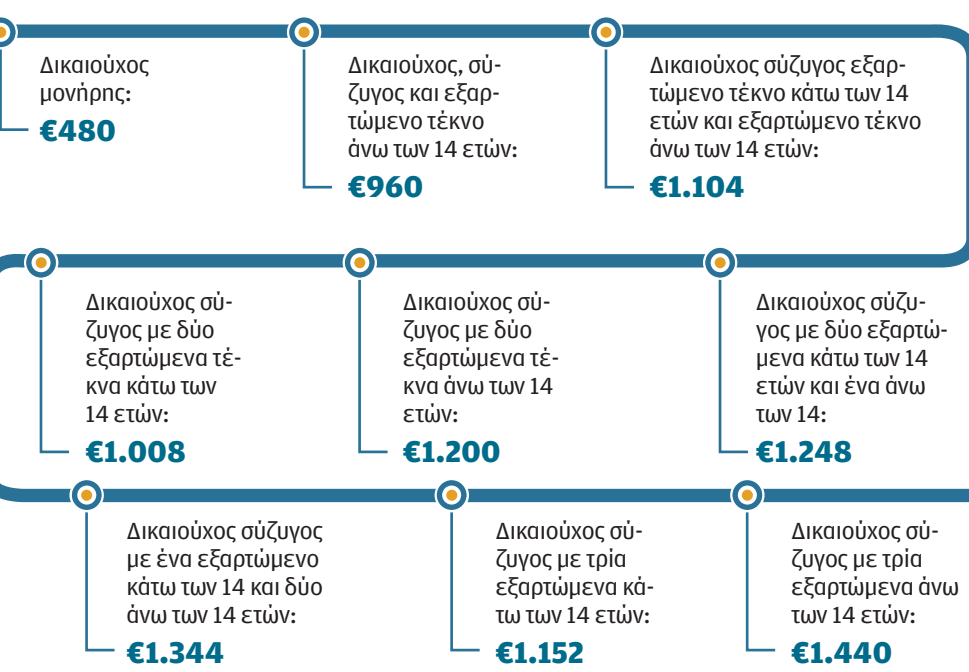 Δικαιούχος
μονήρης:
€480
Δικαιούχος, σύ-
ζυγος και εξαρ-
τώμενο τέκνο
άνω των 14 ετών:
€960
Δικαιούχος σύζυγος εξαρ-
τώμενο τέκνο κάτω των 14
ετών και εξαρτώμενο τέκνο
άνω των 14 ετών:
€1.104
Δικαιούχος σύ-
ζυγος με δύο
εξαρτώμενα τέ-
κνα κάτω των
14 ετών:
€1.008
Δικαιούχος σύ-
ζυγος με δύο
εξαρτώμενα τέ-
κνα άνω των 14
ετών:
€1.200
Δικαιούχος σύζυ-
γος με δύο εξαρτώ-
μενα κάτω των 14
ετών και ένα άνω
των 14:
€1.248
Δικαιούχος σύζυγος
με ένα εξαρτώμενο
κάτω των 14 και δύο
άνω των 14 ετών:
€1.344
Δικαιούχος σύ-
ζυγος με τρία
εξαρτώμενα κά-
τω των 14 ετών:
€1.152
Δικαιούχος σύ-
ζυγος με τρία
εξαρτώμενα άνω
των 14 ετών:
€1.440